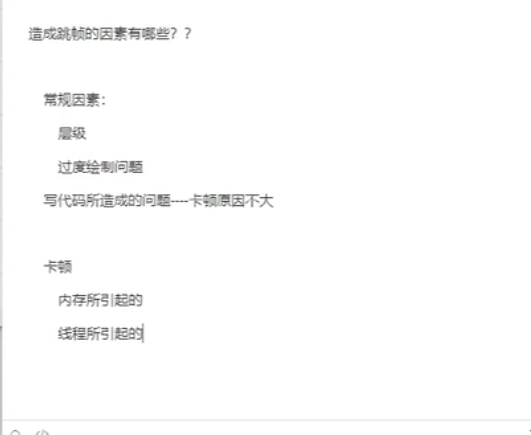 造成跳帧的因素有哪些？？
常规因素：
层级
过度绘制问题
写代码所造成的问题----卡顿原因不大
卡顿
内存所引起的
线程所引起的